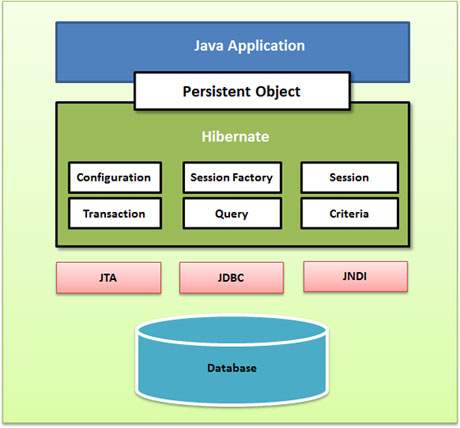 Java Application
Persistent Object
Hibernate
Configuration
Session Factory
Session
Transaction
Query
Criteria
JTA
JDBC
JNDI
Database